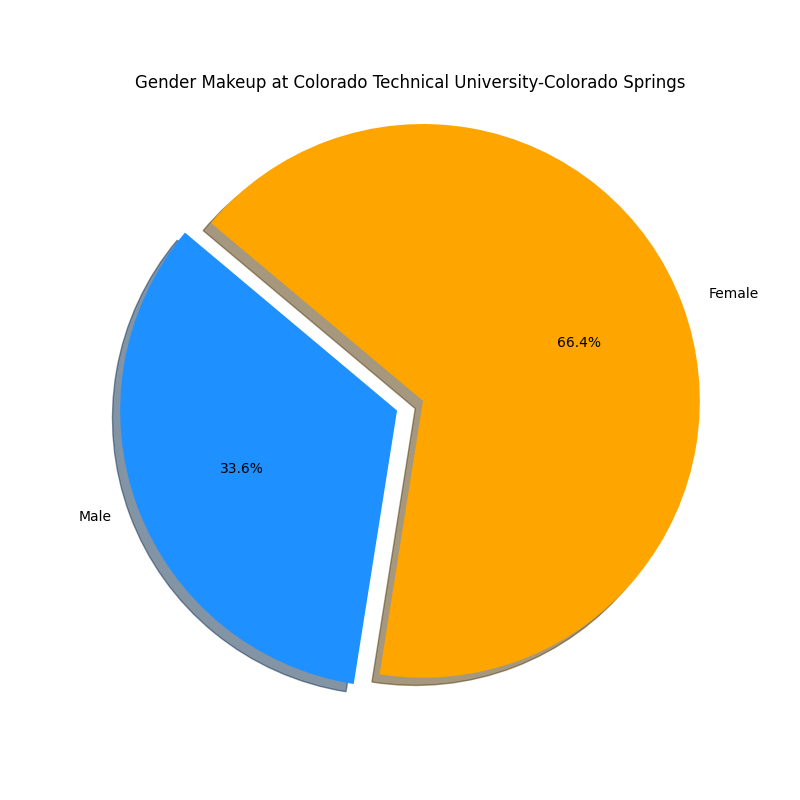 Gender Makeup at Colorado Technical University-Colorado Springs
Female
66.4%
33.6%
Male